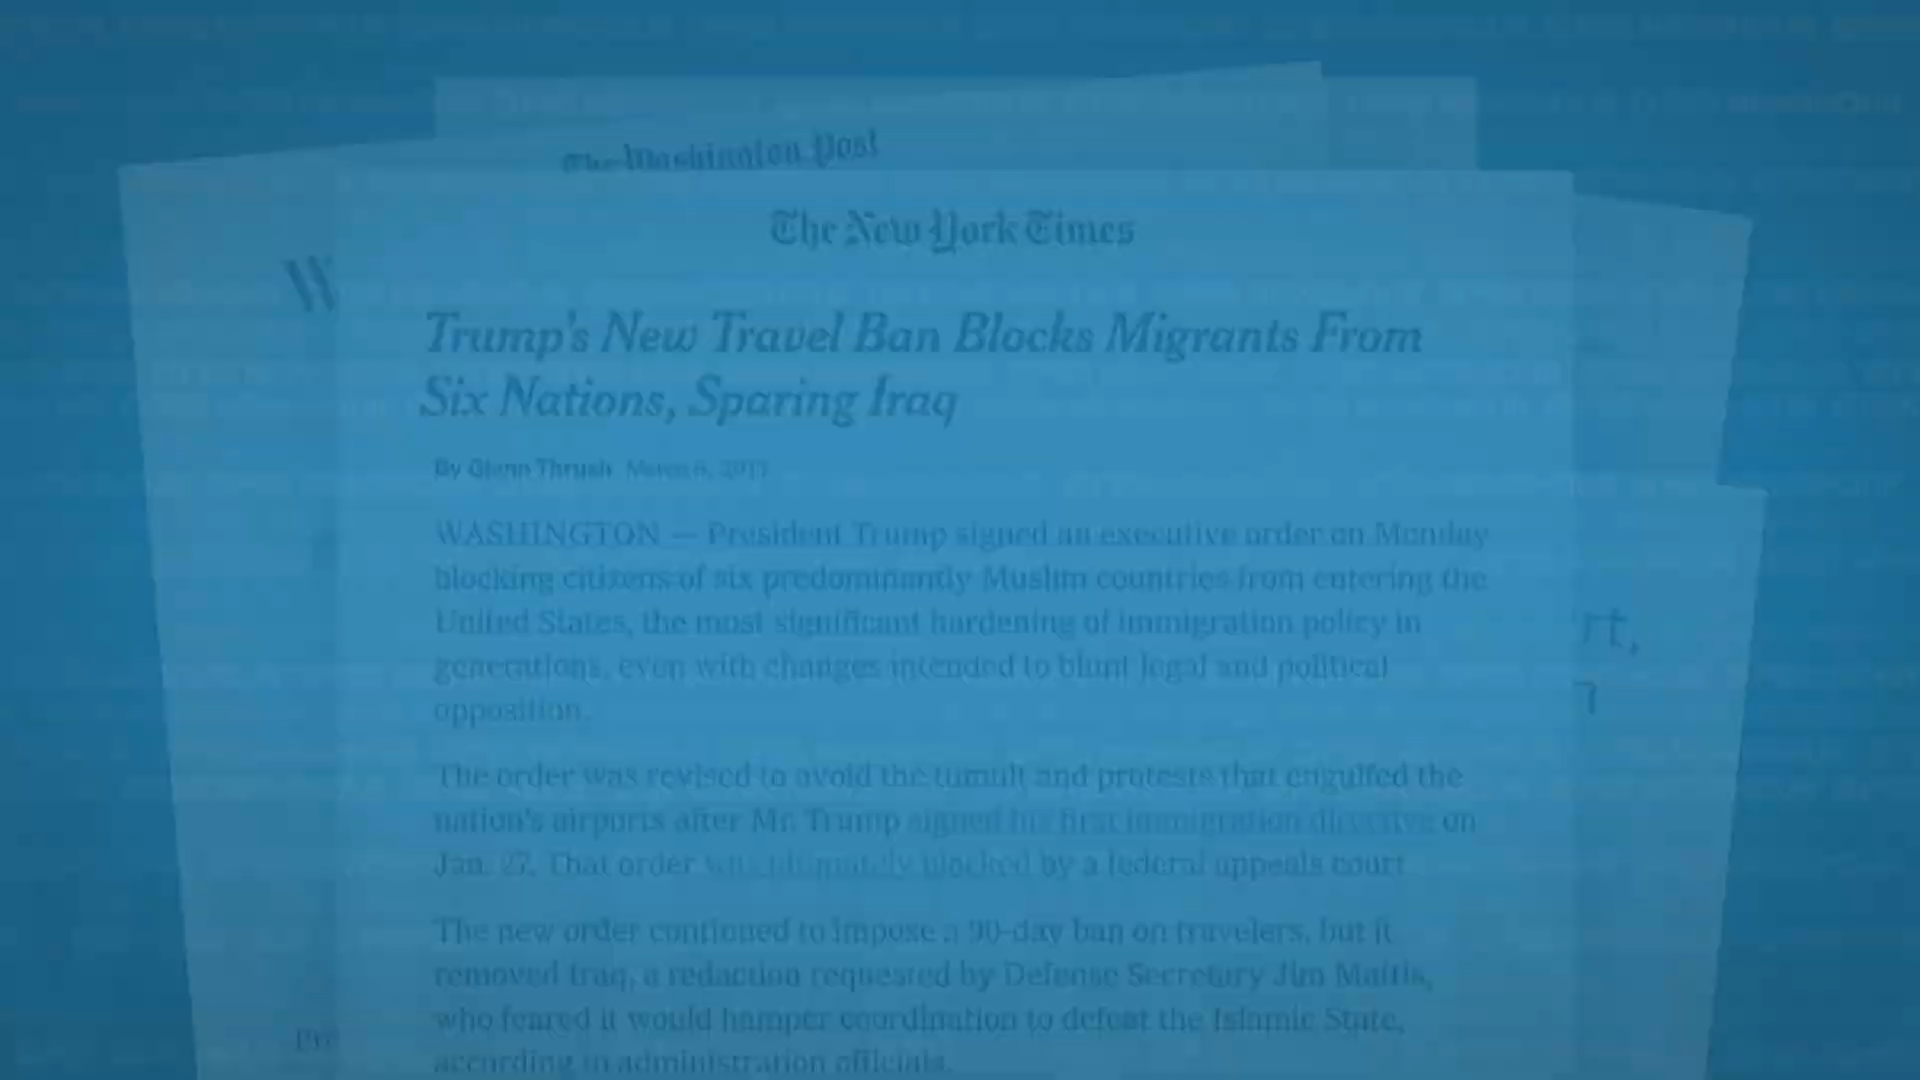 The Washington Post
The New York Times
W
Trump's New Travel Ban Blocks Migrants From
Six Nations, Sparing Iraq
By Glenn Thrush March 6, 2017
WASHINGTON — President Trump signed an executive order on Monday
blocking citizens of six predominantly Muslim countries from entering the
United States, the most significant hardening of immigration policy in
generations, even with changes intended to blunt legal and political
opposition.
rt,
The order was revised to avoid the tumult and protests that engulfed the
nation's airports after Mr. Trump signed his first immigration directive on
Jan. 27. That order was ultimately blocked by a federal appeals court
The new order continued to impose a 90-day ban on travelers, but it
removed Iraq, a redaction requested by Defense Secretary Jim Mattis,
who feared it would hamper coordination to defeat the Islamic State,
according to administration officials.